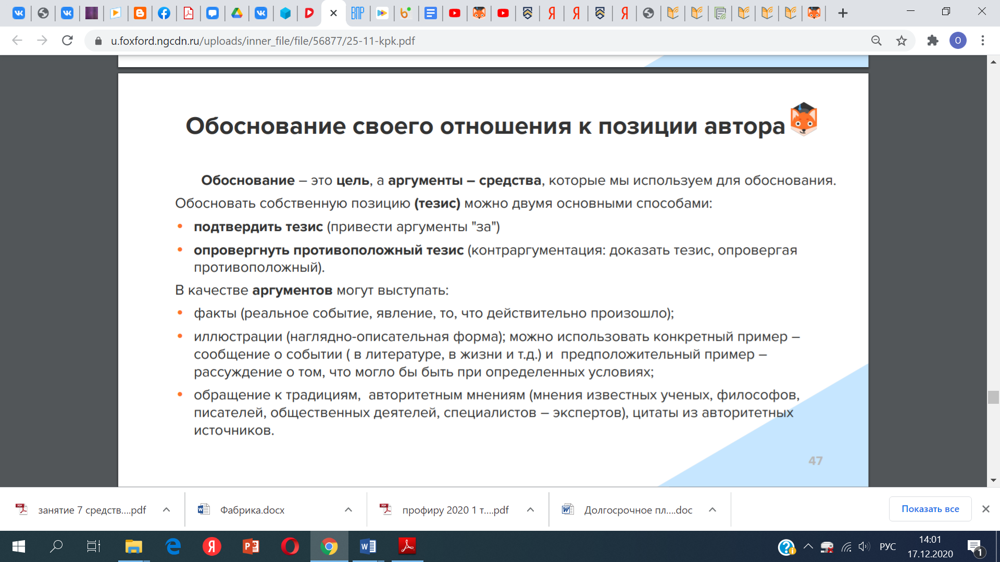 ВПР
u.foxford.ngcdn.ru/uploads/inner_file/file/56877/25-11-kpk.pdf
О
Обоснование своего отношения к позиции автора
Обоснование – это цель, а аргументы – средства, которые мы используем для обоснования.
Обосновать собственную позицию (тезис) можно двумя основными способами:
• подтвердить тезис (привести аргументы "за")
• опровергнуть противоположный тезис (контраргументация: доказать тезис, опровергая
противоположный).
В качестве аргументов могут выступать:
• факты (реальное событие, явление, то, что действительно произошло);
• иллюстрации (наглядно-описательная форма); можно использовать конкретный пример –
сообщение о событии ( в литературе, в жизни и т.д.) и  предположительный пример –
рассуждение о том, что могло бы быть при определенных условиях;
• обращение к традициям,  авторитетным мнениям (мнения известных ученых, философов,
писателей, общественных деятелей, специалистов – экспертов), цитаты из авторитетных
источников.
47
занятие 7 средств....pdf
Фабрика.docx
профиру 2020 1 т....pdf
Долгосрочное пл....doc
Показать все
РУС
14:01
17.12.2020
1